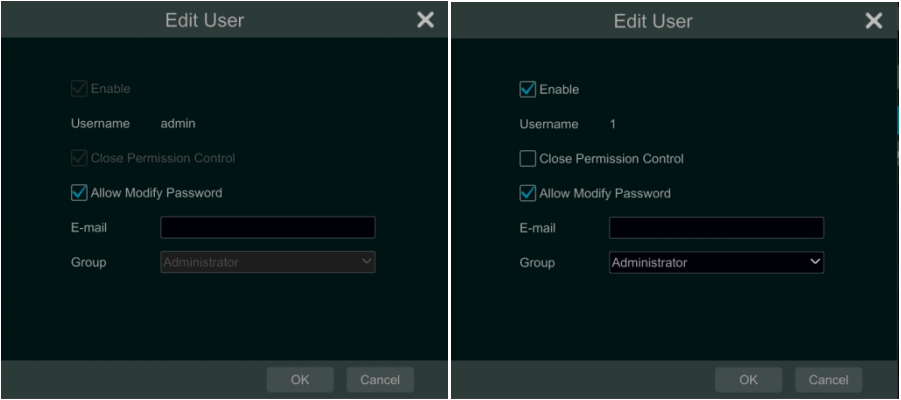 Edit User
Enable
Username admin
Close Permission Control
Allow Modify Password
E-mail
Group Administrator
OK Cancel
Edit User
Enable
Username 1
Close Permission Control
Allow Modify Password
E-mail
Group Administrator
OK Cancel